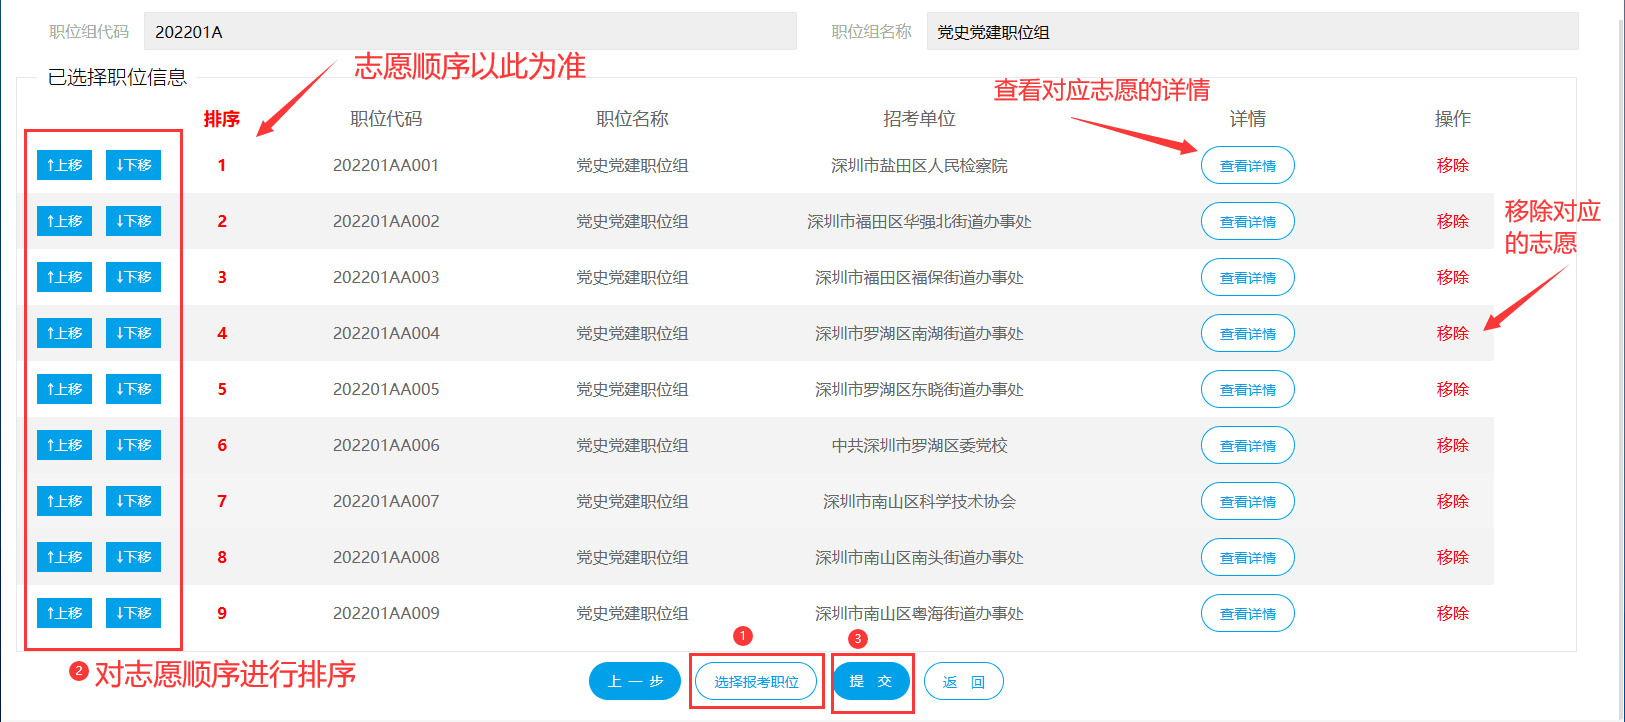 职位组代码 202201A 职位组名称 党史党建职位组
志愿顺序以此为准
已选择职位信息
查看对应志愿的详情
排序 职位代码 职位名称 招考单位 详情 操作
↑上移 ↓下移 1 202201AA001 党史党建职位组 深圳市盐田区人民检察院 查看详情 移除
↑上移 ↓下移 2 202201AA002 党史党建职位组 深圳市福田区华强北街道办事处 查看详情 移除
移除对应
的志愿
↑上移 ↓下移 3 202201AA003 党史党建职位组 深圳市福田区福保街道办事处 查看详情 移除
↑上移 ↓下移 4 202201AA004 党史党建职位组 深圳市罗湖区南湖街道办事处 查看详情 移除
↑上移 ↓下移 5 202201AA005 党史党建职位组 深圳市罗湖区东晓街道办事处 查看详情 移除
↑上移 ↓下移 6 202201AA006 党史党建职位组 中共深圳市罗湖区委党校 查看详情 移除
↑上移 ↓下移 7 202201AA007 党史党建职位组 深圳市南山区科学技术协会 查看详情 移除
↑上移 ↓下移 8 202201AA008 党史党建职位组 深圳市南山区南头街道办事处 查看详情 移除
↑上移 ↓下移 9 202201AA009 党史党建职位组 深圳市南山区粤海街道办事处 查看详情 移除
1 3
2 对志愿顺序进行排序
上一步 选择报考职位 提 交 返 回